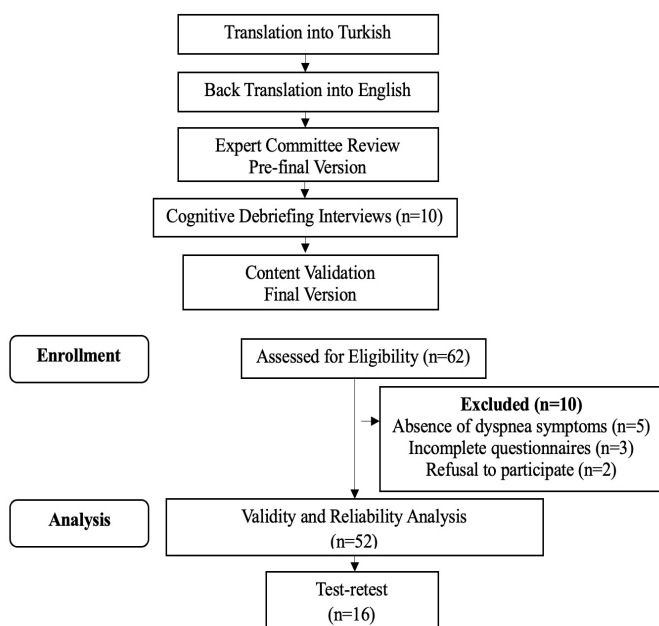 Translation into Turkish
Back Translation into English
Expert Committee Review
Pre-final Version
Cognitive Debriefing Interviews (n=10)
Content Validation
Final Version
Enrollment
Assessed for Eligibility (n=62)
Excluded (n=10)
Absence of dyspnea symptoms (n=5)
Incomplete questionnaires (n=3)
Refusal to participate (n=2)
Analysis
Validity and Reliability Analysis
(n=52)
Test-retest
(n=16)